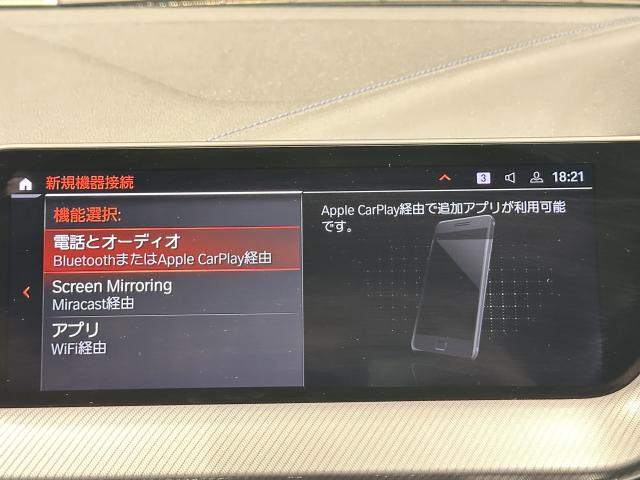 新規機器接続
3
18:21
機能選択:
電話とオーディオ
BluetoothまたはApple CarPlay経由
Screen Mirroring
Miracast経由
アプリ
WiFi経由
Apple CarPlay経由で追加アプリが利用可能
です。